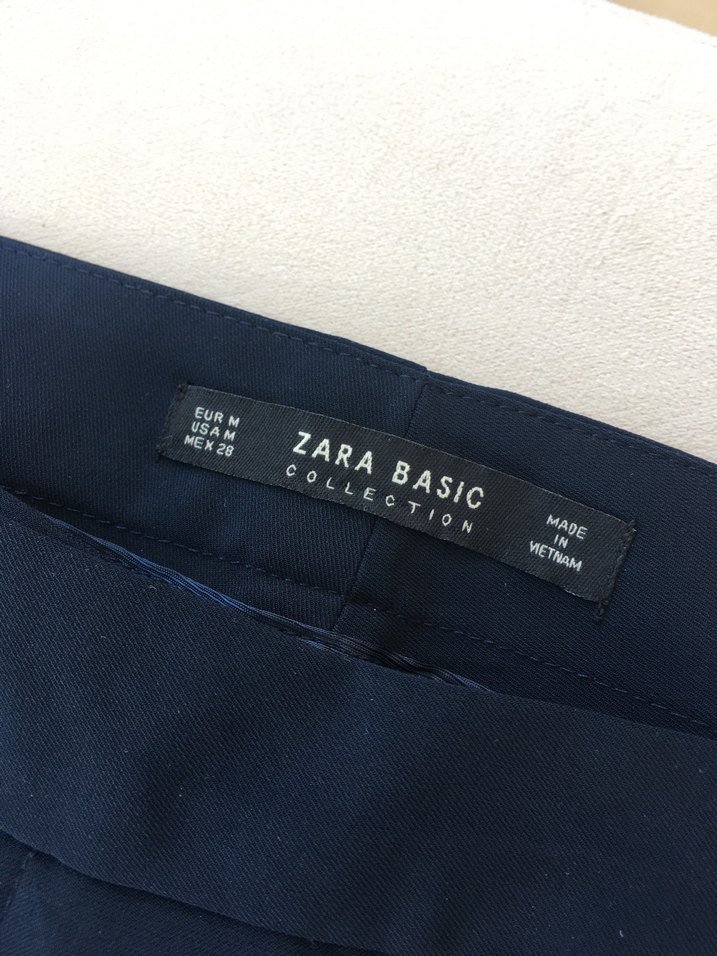 EUR M
USA M
MEX 28
ZARA BASIC
COLLECTION
MADE
IN
VIETNAM